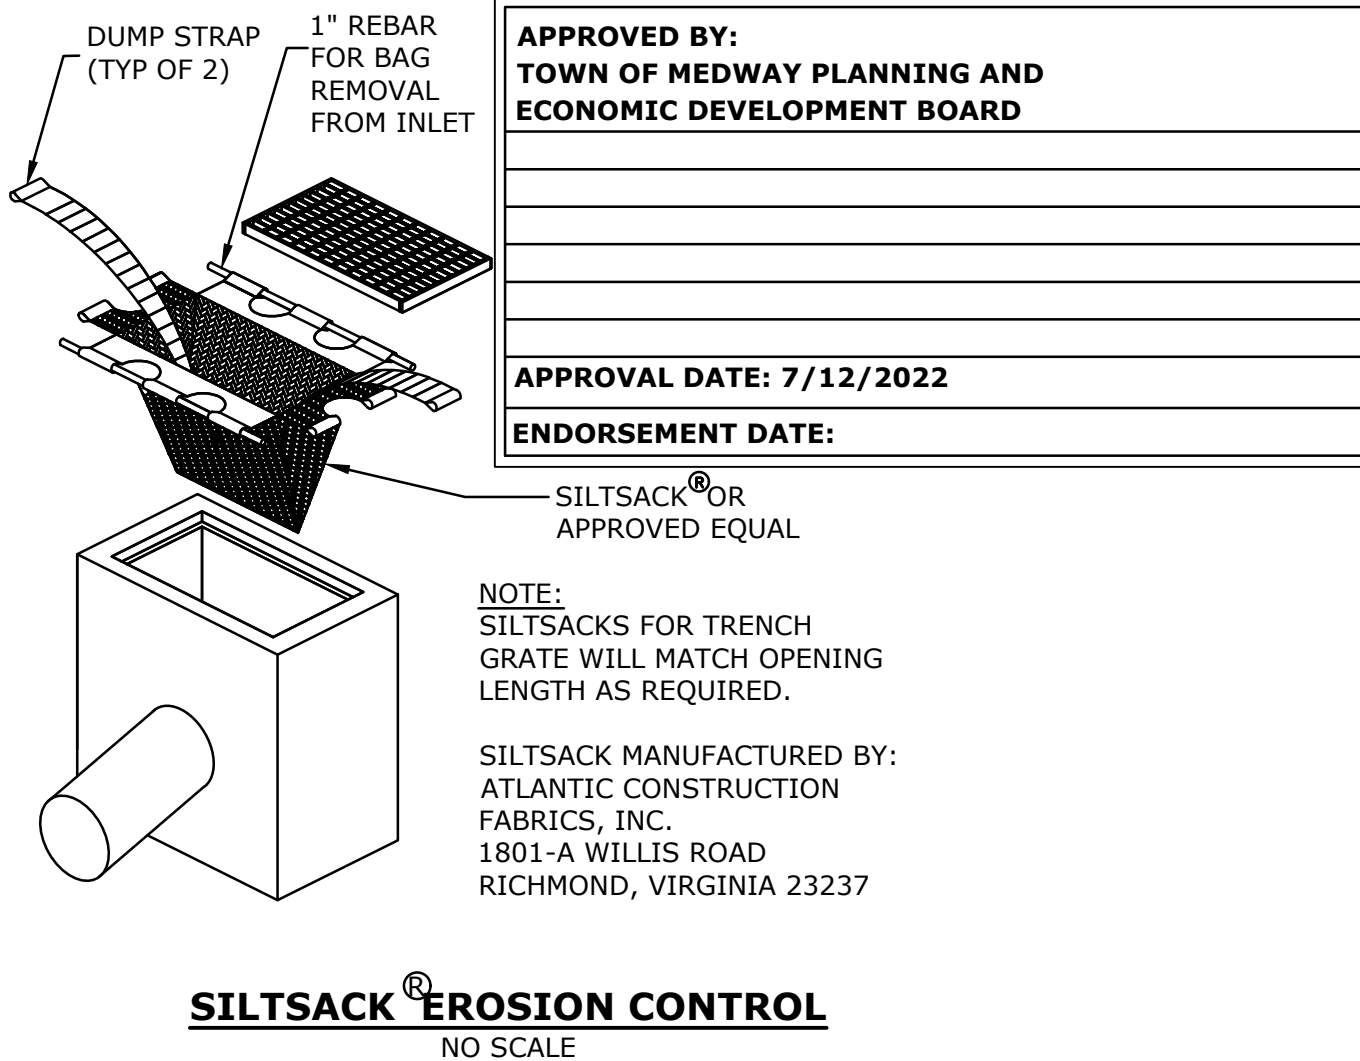 DUMP STRAP
(TYP OF 2)
1" REBAR
FOR BAG
REMOVAL
FROM INLET
APPROVED BY:
TOWN OF MEDWAY PLANNING AND
ECONOMIC DEVELOPMENT BOARD
APPROVAL DATE: 7/12/2022
ENDORSEMENT DATE:
SILTSACK® OR
APPROVED EQUAL
NOTE:
SILTSACKS FOR TRENCH
GRATE WILL MATCH OPENING
LENGTH AS REQUIRED.
SILTSACK MANUFACTURED BY:
ATLANTIC CONSTRUCTION
FABRICS, INC.
1801-A WILLIS ROAD
RICHMOND, VIRGINIA 23237
SILTSACK® EROSION CONTROL
NO SCALE